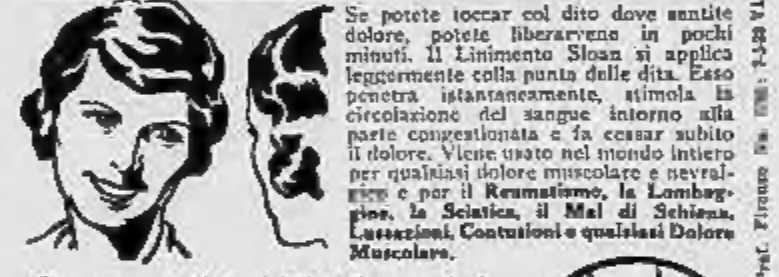 Se potete toccar col dito dove sentite
dolore, potete liberarvene in pochi
minuti. Il Linimento Sloan si applica
leggermente colla punta delle dita. Esso
penetra istantaneamente, stimola la
circolazione del sangue intorno alla
parte congestionata e fa cessar subito
il dolore. Viene usato nel mondo intiero
per qualsiasi dolore muscolare e nevral-
gico e per il Reumatismo, la Lombag-
gine, la Sciatica, il Mal di Schiena,
Lussazioni, Contusioni e qualsiasi Dolore
Muscolare.
Pref. Firenze